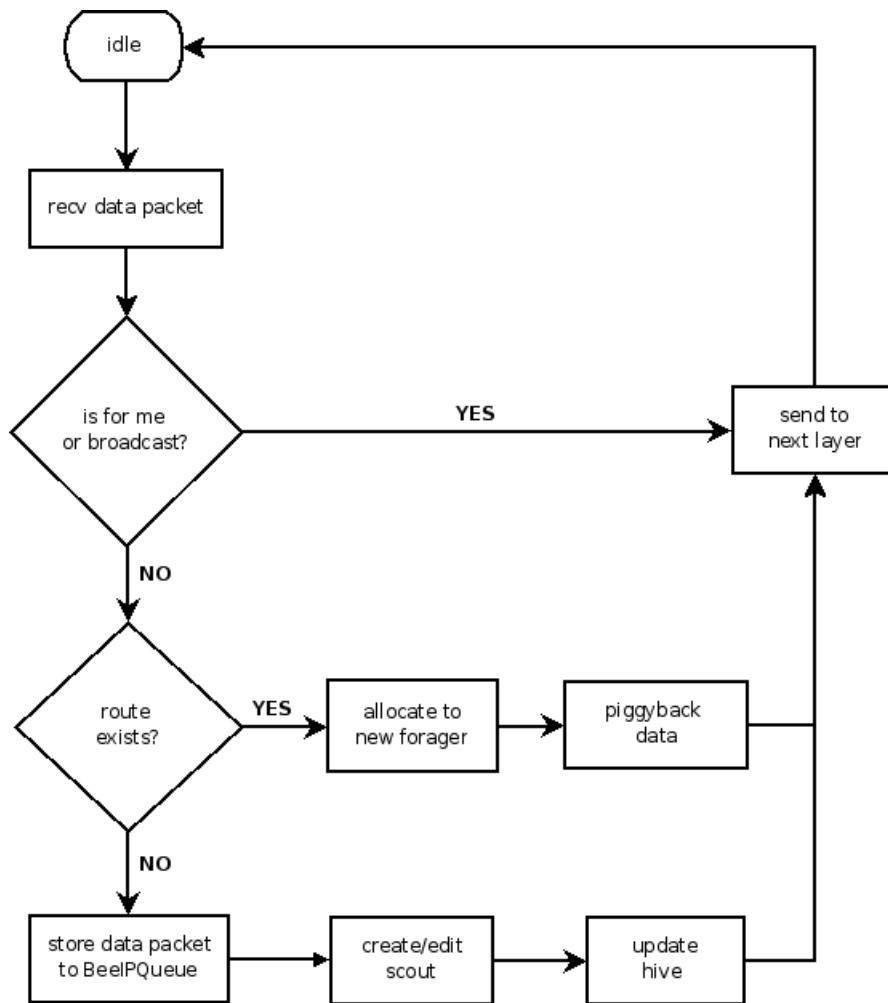 idle
recv data packet
is for me
or broadcast?
YES
send to
next layer
NO
route
exists?
YES
allocate to
new forager
piggyback
data
NO
store data packet
to BeeIPQueue
create/edit
scout
update
hive